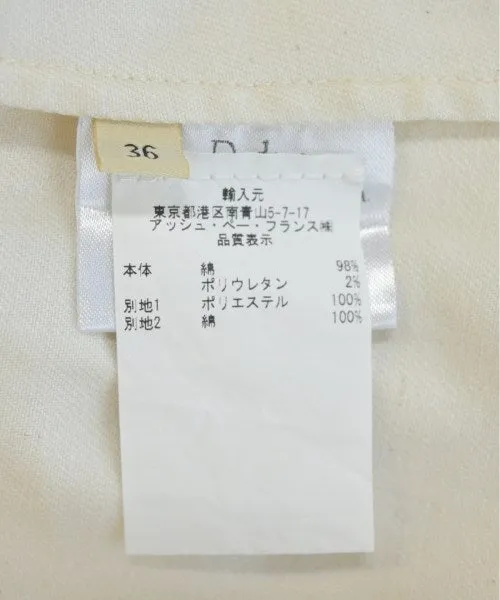 36
輸入元
東京都港区南青山5-7-17
アッシュ・ペー・フランス㈱
品質表示
本体 綿 98%
ポリウレタン 2%
別地1 ポリエステル 100%
別地2 綿 100%